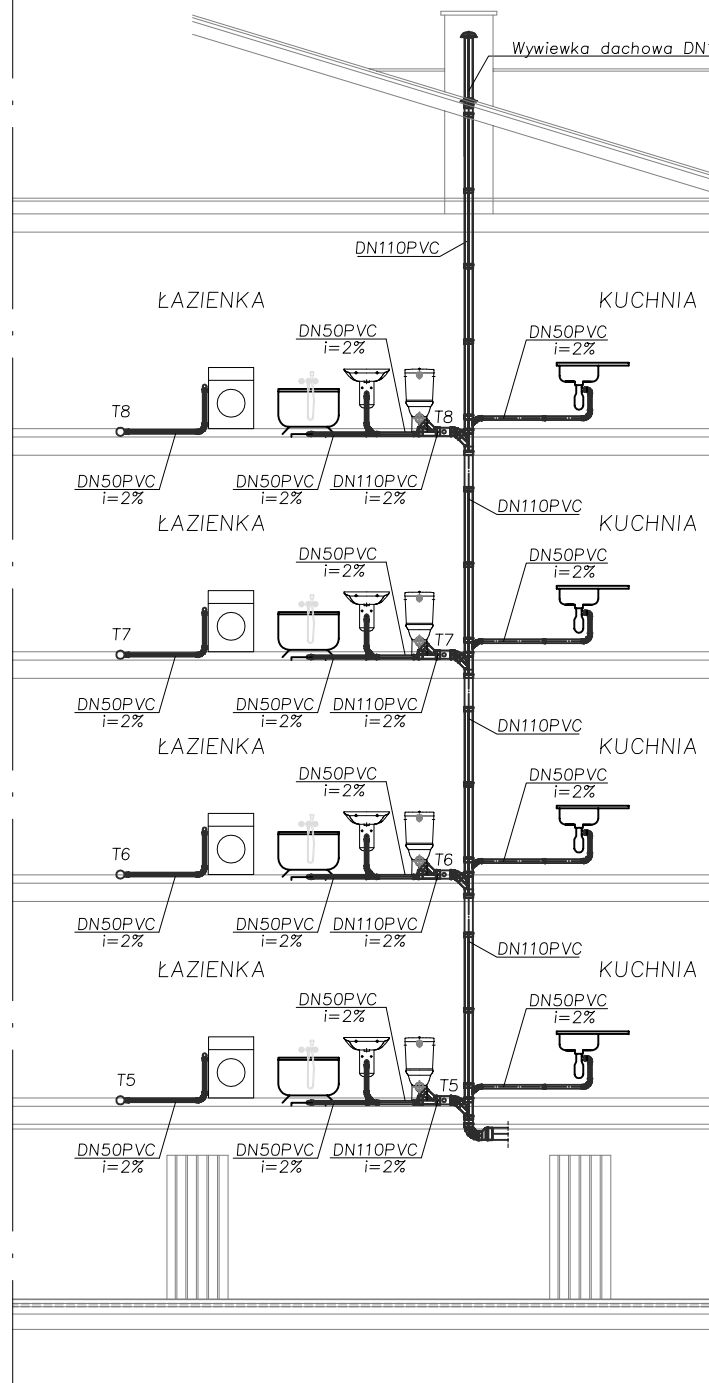 Wywiewka dachowa DN1
DN110PVC
ŁAZIENKA
KUCHNIA
DN50PVC
i=2%
DN50PVC
i=2%
T8
T8
DN50PVC
i=2%
DN50PVC
i=2%
DN110PVC
i=2%
DN110PVC
ŁAZIENKA
KUCHNIA
DN50PVC
i=2%
DN50PVC
i=2%
T7
T7
DN50PVC
i=2%
DN50PVC
i=2%
DN110PVC
i=2%
DN110PVC
ŁAZIENKA
KUCHNIA
DN50PVC
i=2%
DN50PVC
i=2%
T6
T6
DN50PVC
i=2%
DN50PVC
i=2%
DN110PVC
i=2%
DN110PVC
ŁAZIENKA
KUCHNIA
DN50PVC
i=2%
DN50PVC
i=2%
T5
T5
DN50PVC
i=2%
DN50PVC
i=2%
DN110PVC
i=2%